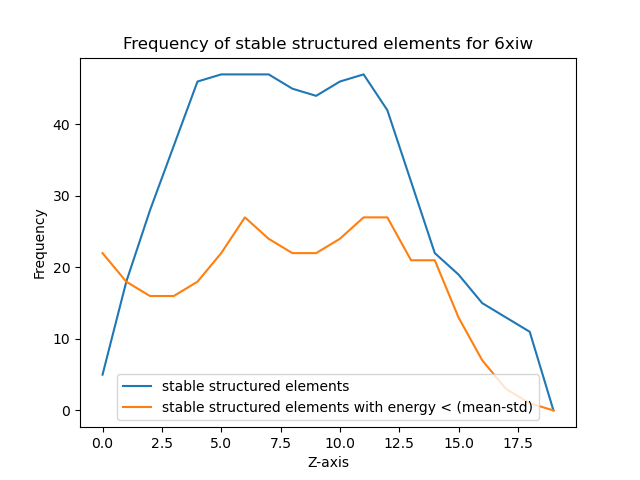 Frequency of stable structured elements for 6xiw
Frequency
40
30
20
10
0
stable structured elements
stable structured elements with energy < (mean-std)
0.0 2.5 5.0 7.5 10.0 12.5 15.0 17.5
Z-axis